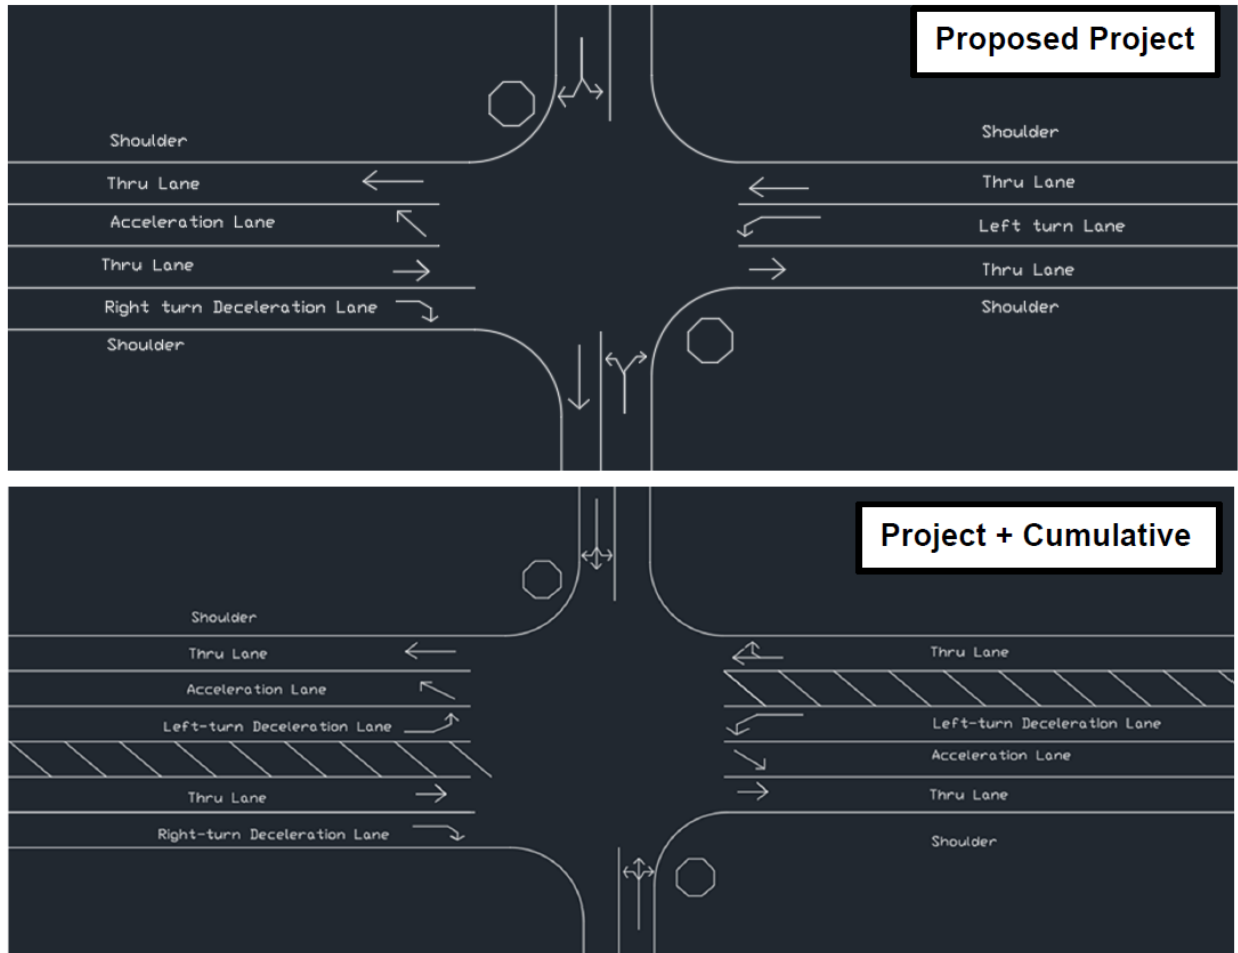 Proposed Project
Shoulder
Thru Lane
Acceleration Lane
Thru Lane
Right turn Deceleration Lane
Shoulder
Shoulder
Thru Lane
Left turn Lane
Thru Lane
Shoulder
Project + Cumulative
Shoulder
Thru Lane
Acceleration Lane
Left-turn Deceleration Lane
Thru Lane
Right-turn Deceleration Lane
Thru Lane
Left-turn Deceleration Lane
Acceleration Lane
Thru Lane
Shoulder